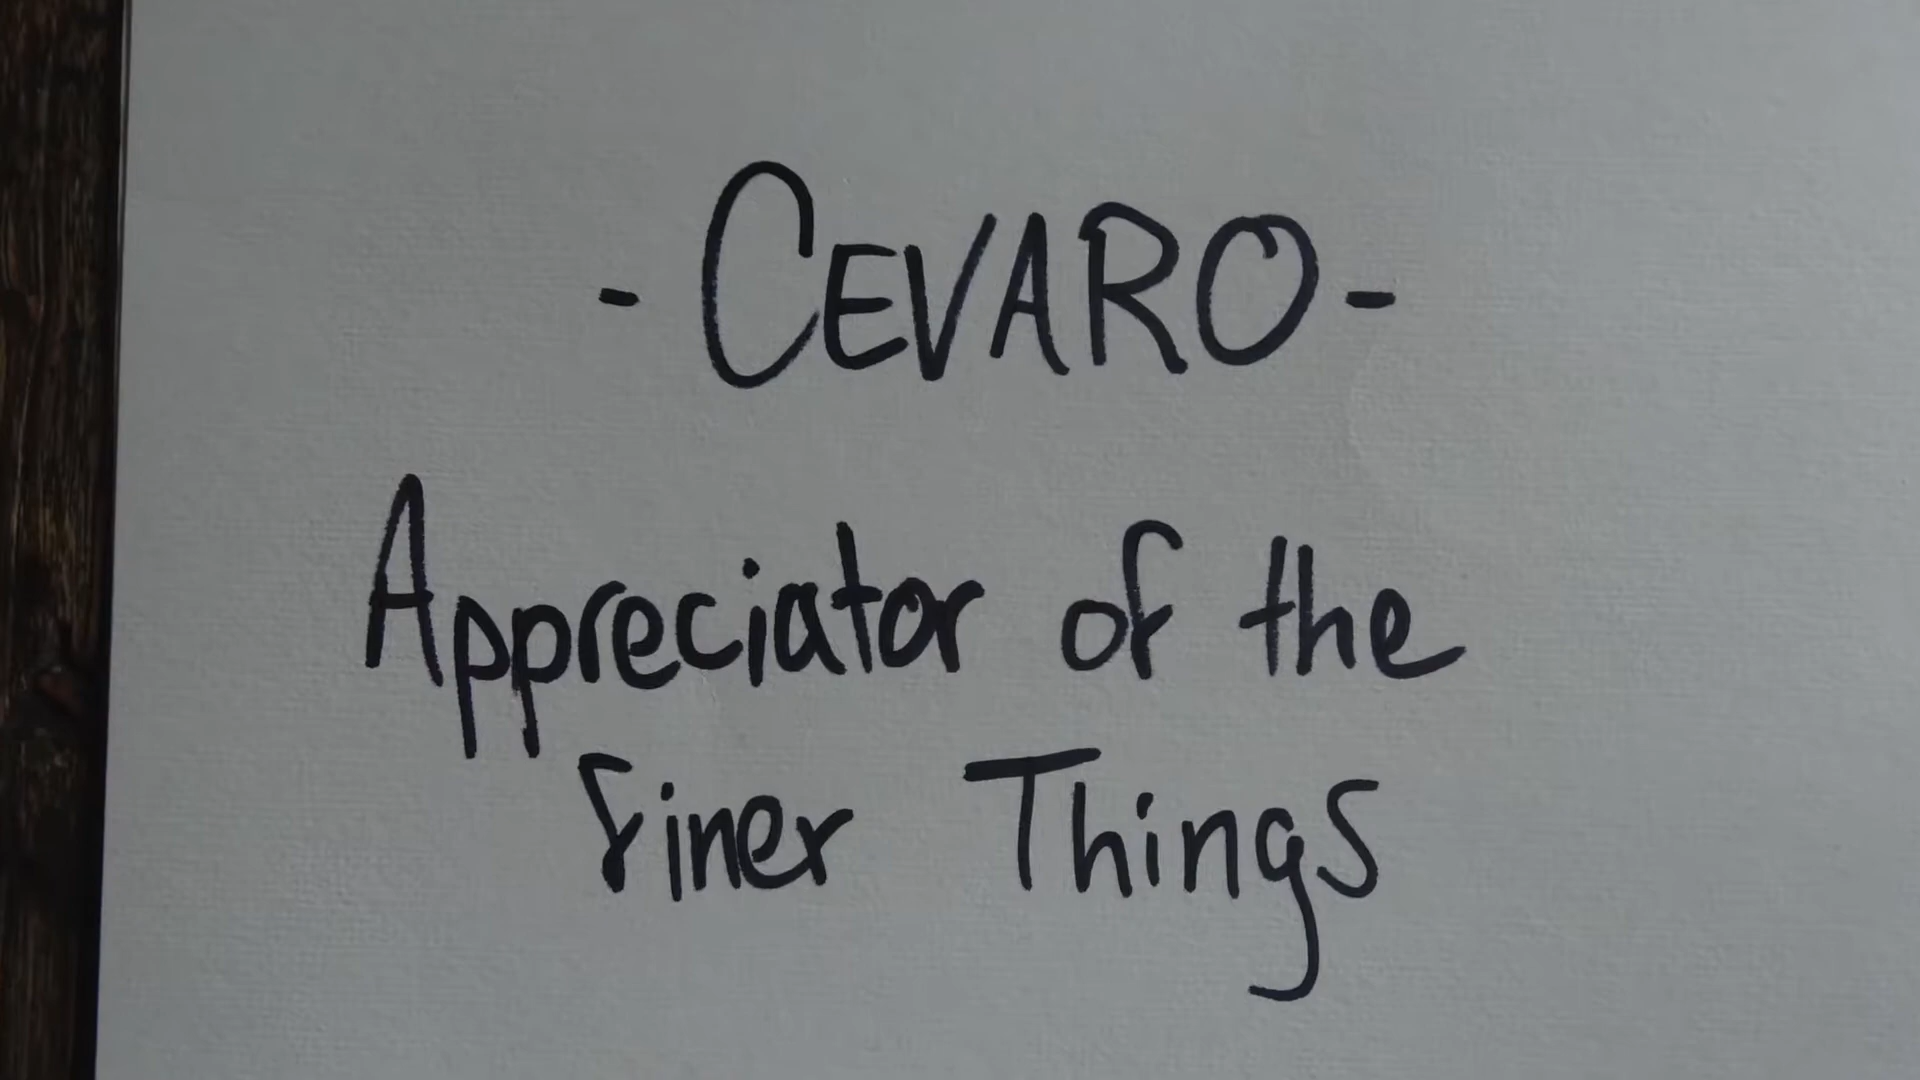 - CEVARO -
Appreciator of the
finer Things